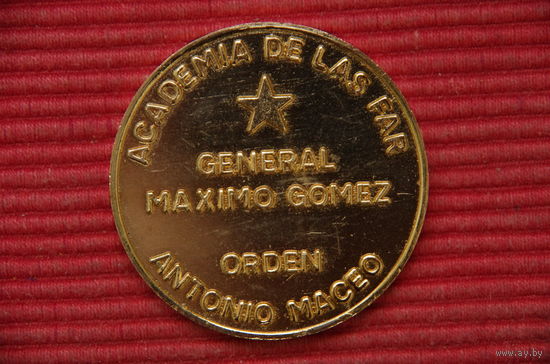 ACADEMIA DE LAS FAR
GENERAL
MAXIMO GOMEZ
ORDEN
ANTONIO MACEO
www.ay.by